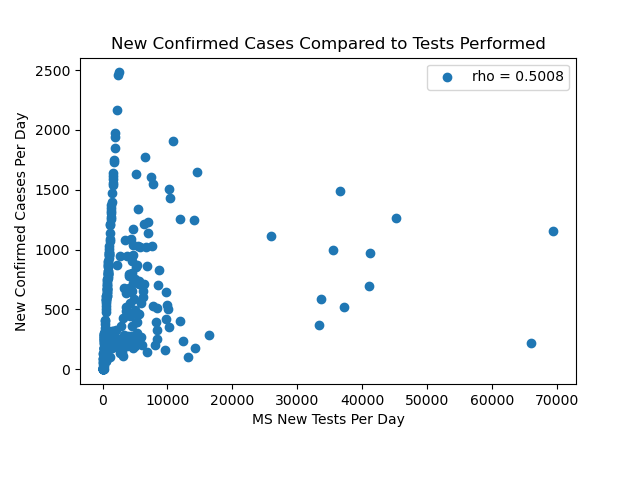 New Confirmed Cases Compared to Tests Performed
rho = 0.5008
New Confirmed Caeses Per Day
2500
2000
1500
1000
500
0
0 10000 20000 30000 40000 50000 60000 70000
MS New Tests Per Day